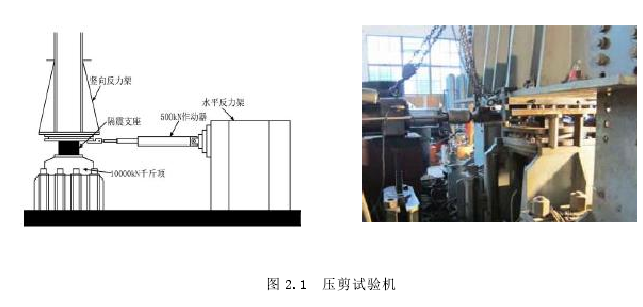 竖向反力架
水平反力架
500kN作动器
隔震支座
10000kN千斤顶
图 2.1 压剪试验机